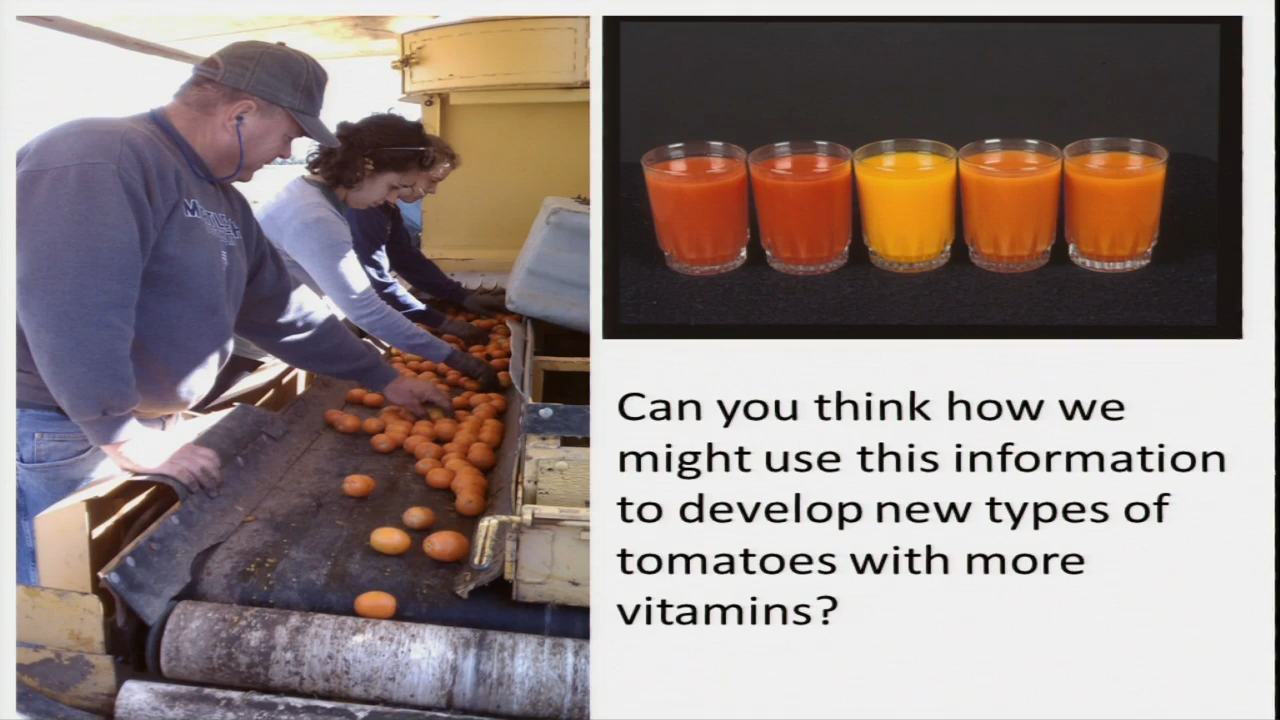 Can you think how we
might use this information
to develop new types of
tomatoes with more
vitamins?